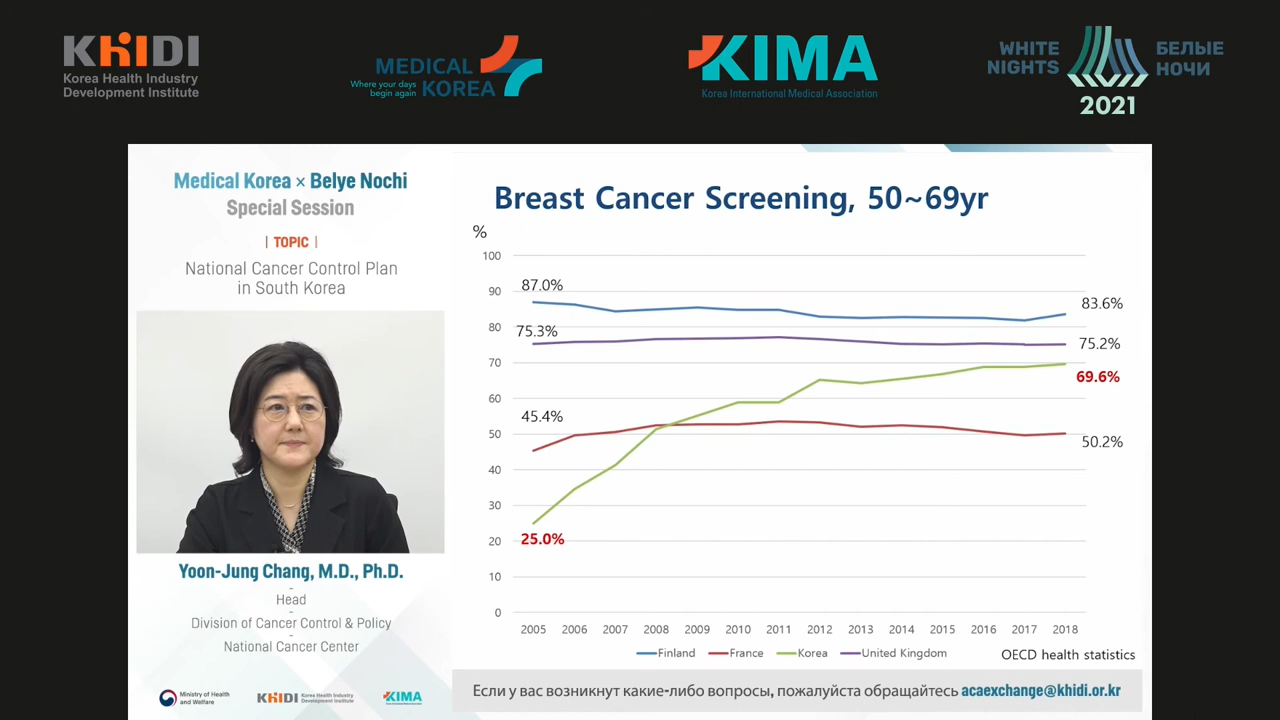 KHIDI
Korea Health Industry
Development Institute
MEDICAL
Where your days
begin again
KOREA
KIMA
Korea International Medical Association
WHITE
NIGHTS
БЕЛЫЕ
НОЧИ
2021
Medical Korea × Belye Nochi
Special Session
| TOPIC |
National Cancer Control Plan
in South Korea
Yoon-Jung Chang, M.D., Ph.D.
Head
Division of Cancer Control & Policy
National Cancer Center
Ministry of Health
and Welfare
KHIDI
Korea Health Industry
Development Institute
KIMA
Breast Cancer Screening, 50~69yr
%
100
90
80
70
60
50
40
30
20
10
0
87.0%
83.6%
75.3%
75.2%
69.6%
45.4%
50.2%
25.0%
2005 2006 2007 2008 2009 2010 2011 2012 2013 2014 2015 2016 2017 2018
Finland France Korea United Kingdom
OECD health statistics
Если у вас возникнут какие-либо вопросы, пожалуйста обращайтесь acaexchange@khidi.or.kr